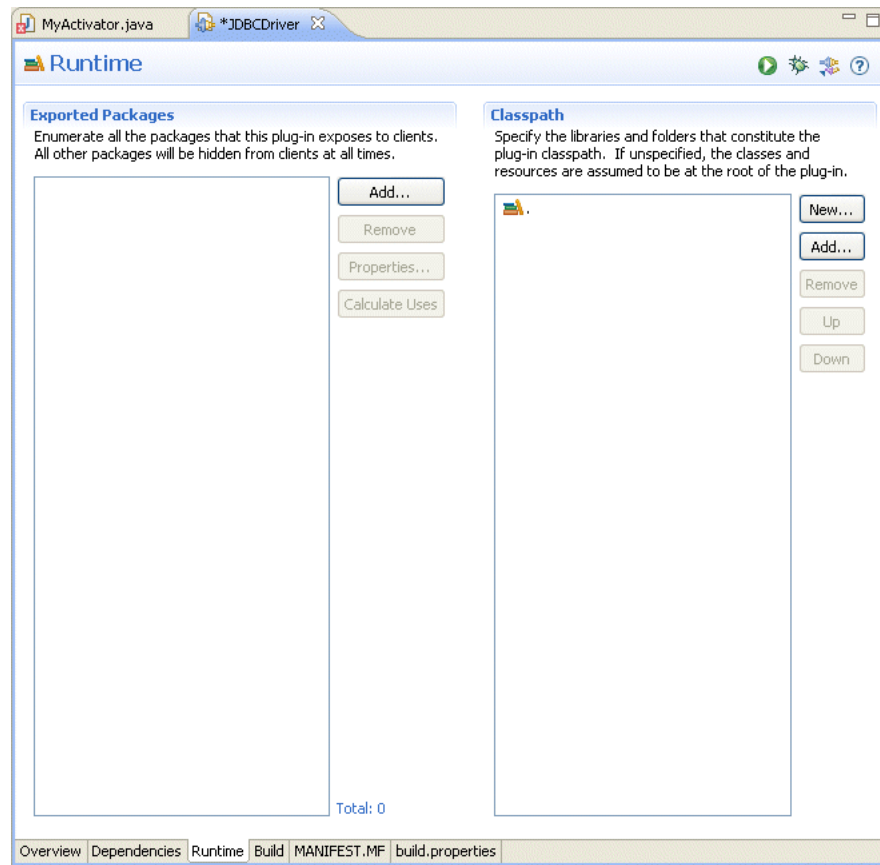 MyActivator.java
*JDBCDriver
Runtime
Exported Packages
Enumerate all the packages that this plug-in exposes to clients.
All other packages will be hidden from clients at all times.
Add...
Remove
Properties...
Calculate Uses
Total: 0
Classpath
Specify the libraries and folders that constitute the
plug-in classpath.  If unspecified, the classes and
resources are assumed to be at the root of the plug-in.
.
New...
Add...
Remove
Up
Down
Overview Dependencies Runtime Build MANIFEST.MF build.properties